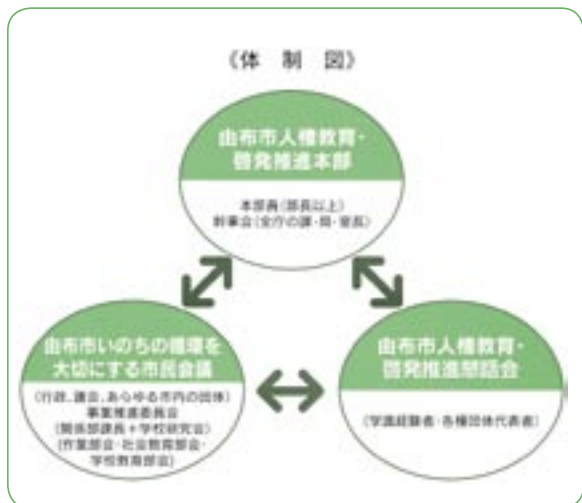 《体 制 図》
由布市人権教育・
啓発推進本部
本部員(部長以上)
幹事会(全庁の課・局・室長)
由布市いのちの循環を
大切にする市民会議
(行政、議会、あらゆる市内の団体)
事業推進委員会
(関係部課長+学校研究会)
(作業部会・社会教育部会・
学校教育部会)
由布市人権教育・
啓発推進懇話会
(学識経験者・各種団体代表者)